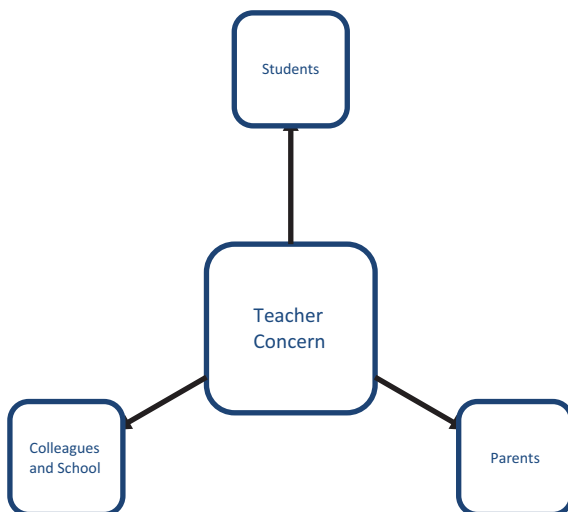 Students
Teacher
Concern
Colleagues
and School
Parents